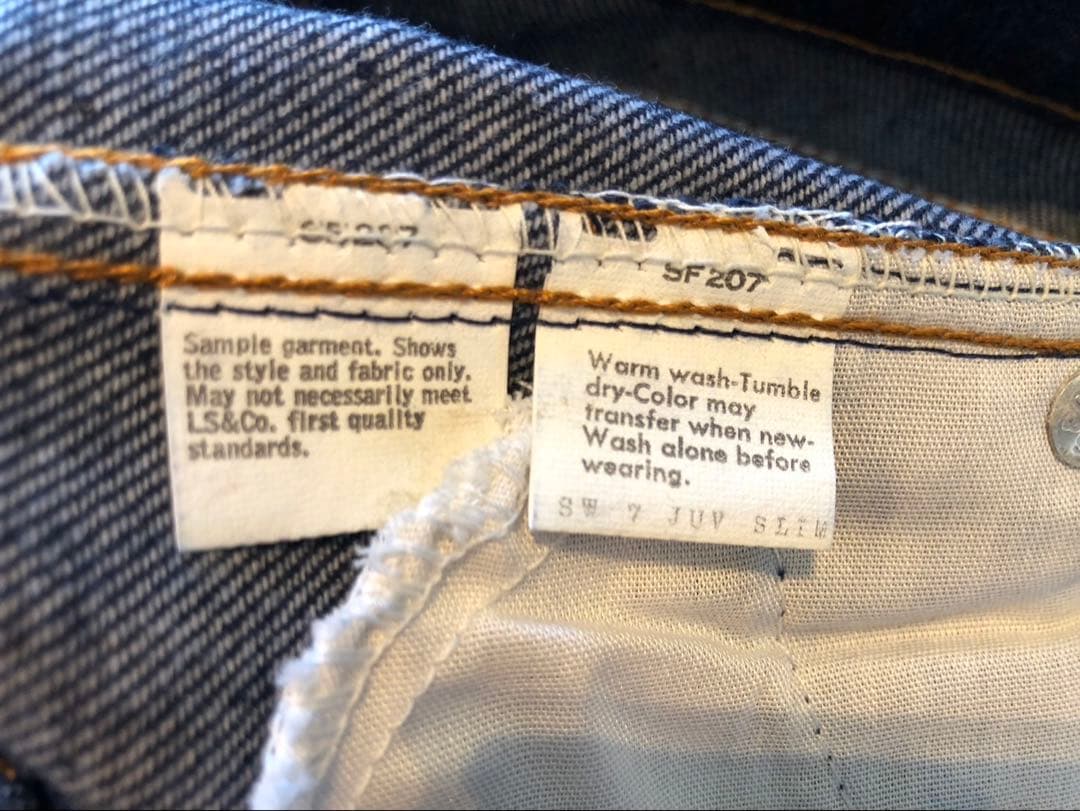 SF207
Sample garment. Shows
the style and fabric only.
May not necessarily meet
LS&Co. first quality
standards.
SF207
Warm wash-Tumble
dry-Color may
transfer when new-
Wash alone before
wearing.
SW 7 JUV SLIM